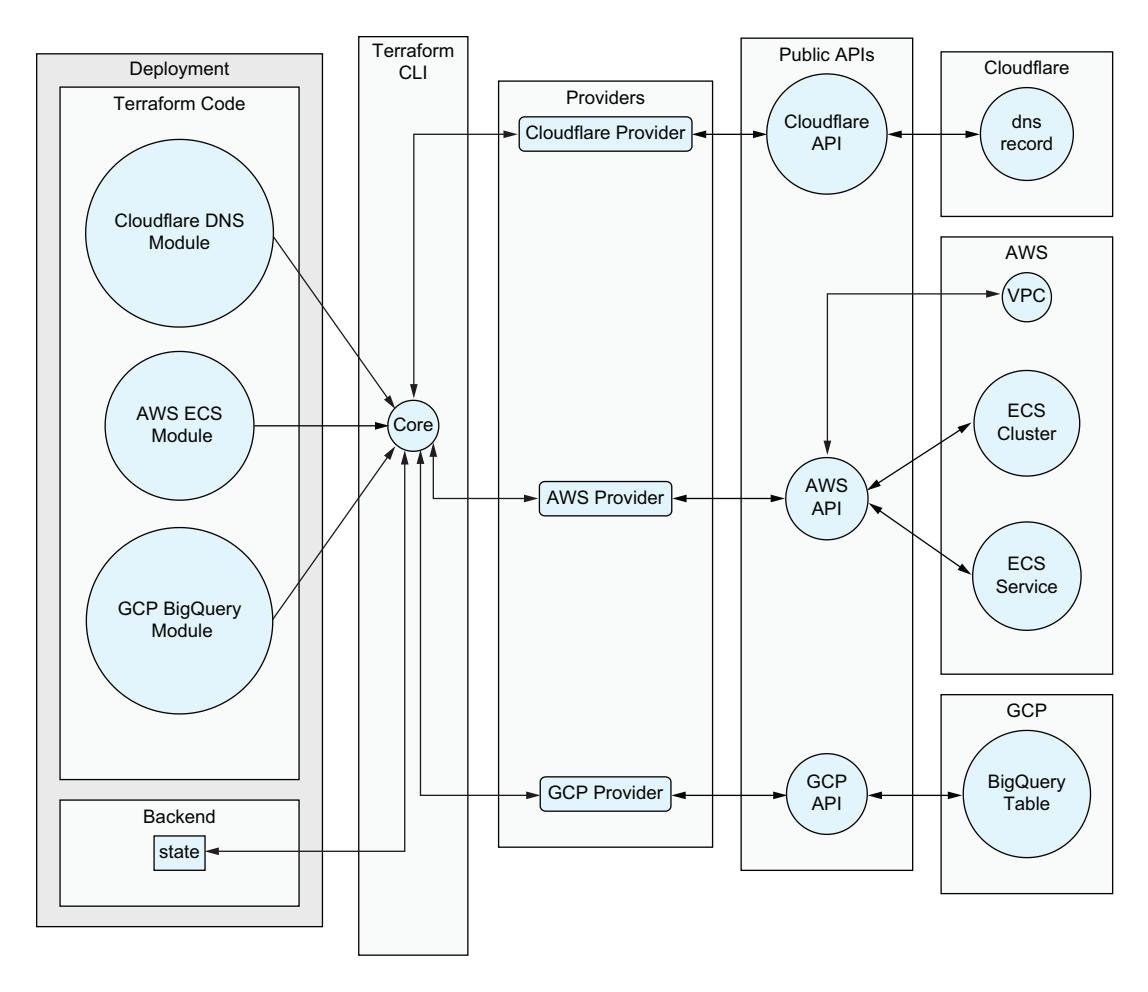 Deployment
Terraform Code
Cloudflare DNS
Module
AWS ECS
Module
GCP BigQuery
Module
Backend
state
Terraform
CLI
Core
Providers
Cloudflare Provider
AWS Provider
GCP Provider
Public APIs
Cloudflare
API
AWS
API
GCP
API
Cloudflare
dns
record
AWS
VPC
ECS
Cluster
ECS
Service
GCP
BigQuery
Table